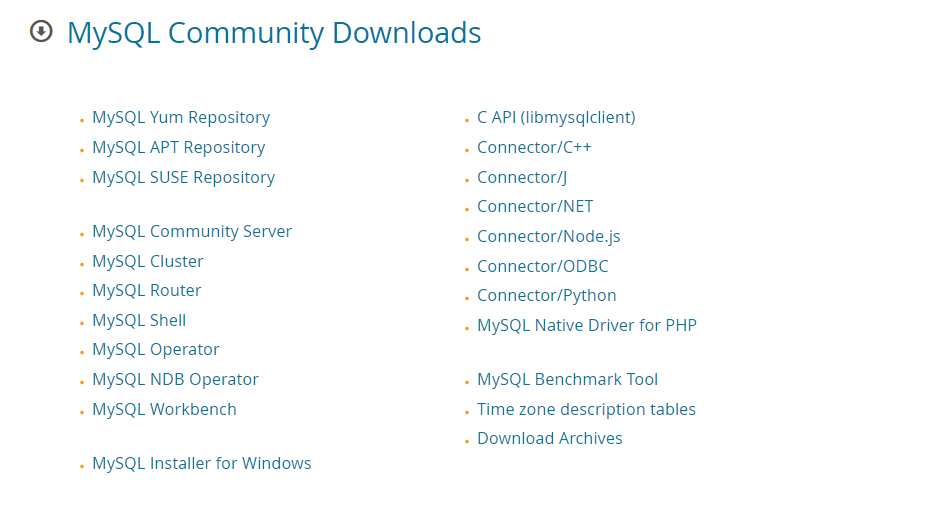 MySQL Community Downloads
MySQL Yum Repository
MySQL APT Repository
MySQL SUSE Repository
MySQL Community Server
MySQL Cluster
MySQL Router
MySQL Shell
MySQL Operator
MySQL NDB Operator
MySQL Workbench
MySQL Installer for Windows
C API (libmysqlclient)
Connector/C++
Connector/J
Connector/NET
Connector/Node.js
Connector/ODBC
Connector/Python
MySQL Native Driver for PHP
MySQL Benchmark Tool
Time zone description tables
Download Archives